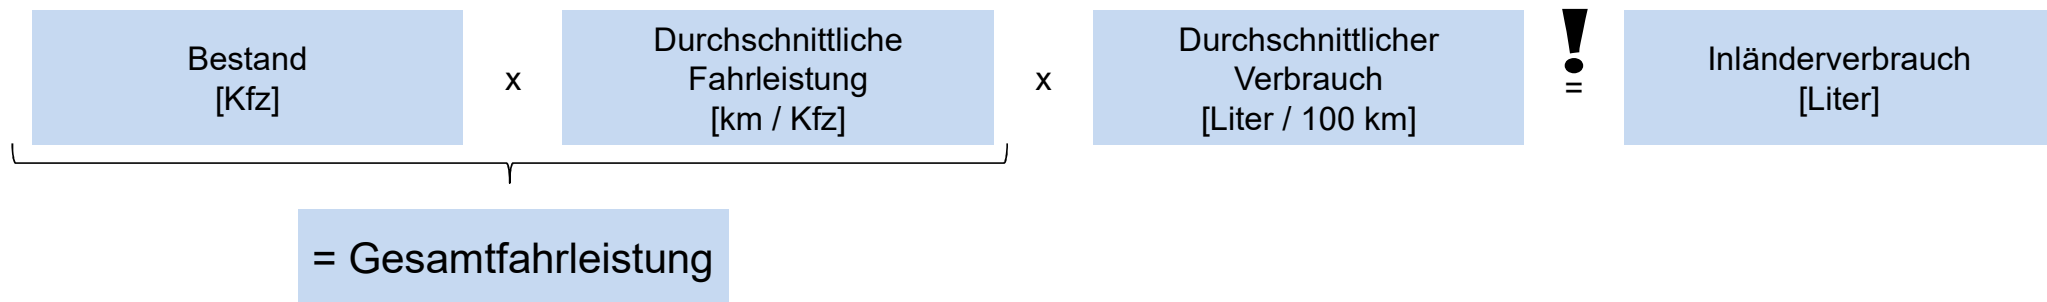 Bestand
[Kfz]
x
Durchschnittliche
Fahrleistung
[km / Kfz]
x
Durchschnittlicher
Verbrauch
[Liter / 100 km]
!
=
Inländerverbrauch
[Liter]
= Gesamtfahrleistung